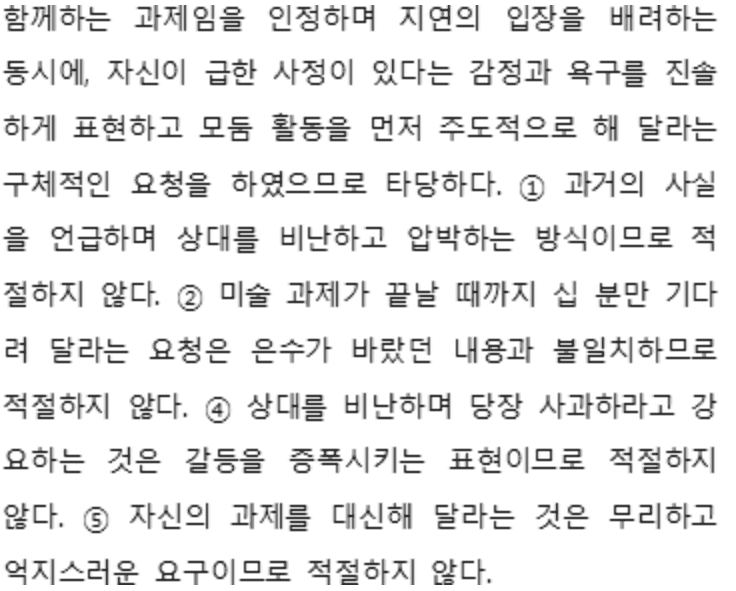 함께하는 과제임을 인정하며 지연의 입장을 배려하는
동시에, 자신이 급한 사정이 있다는 감정과 욕구를 진솔
하게 표현하고 모둠 활동을 먼저 주도적으로 해 달라는
구체적인 요청을 하였으므로 타당하다. ① 과거의 사실
을 언급하며 상대를 비난하고 압박하는 방식이므로 적
절하지 않다. ② 미술 과제가 끝날 때까지 십 분만 기다
려 달라는 요청은 은수가 바랐던 내용과 불일치하므로
적절하지 않다. ④ 상대를 비난하며 당장 사과하라고 강
요하는 것은 갈등을 증폭시키는 표현이므로 적절하지
않다. ⑤ 자신의 과제를 대신해 달라는 것은 무리하고
억지스러운 요구이므로 적절하지 않다.